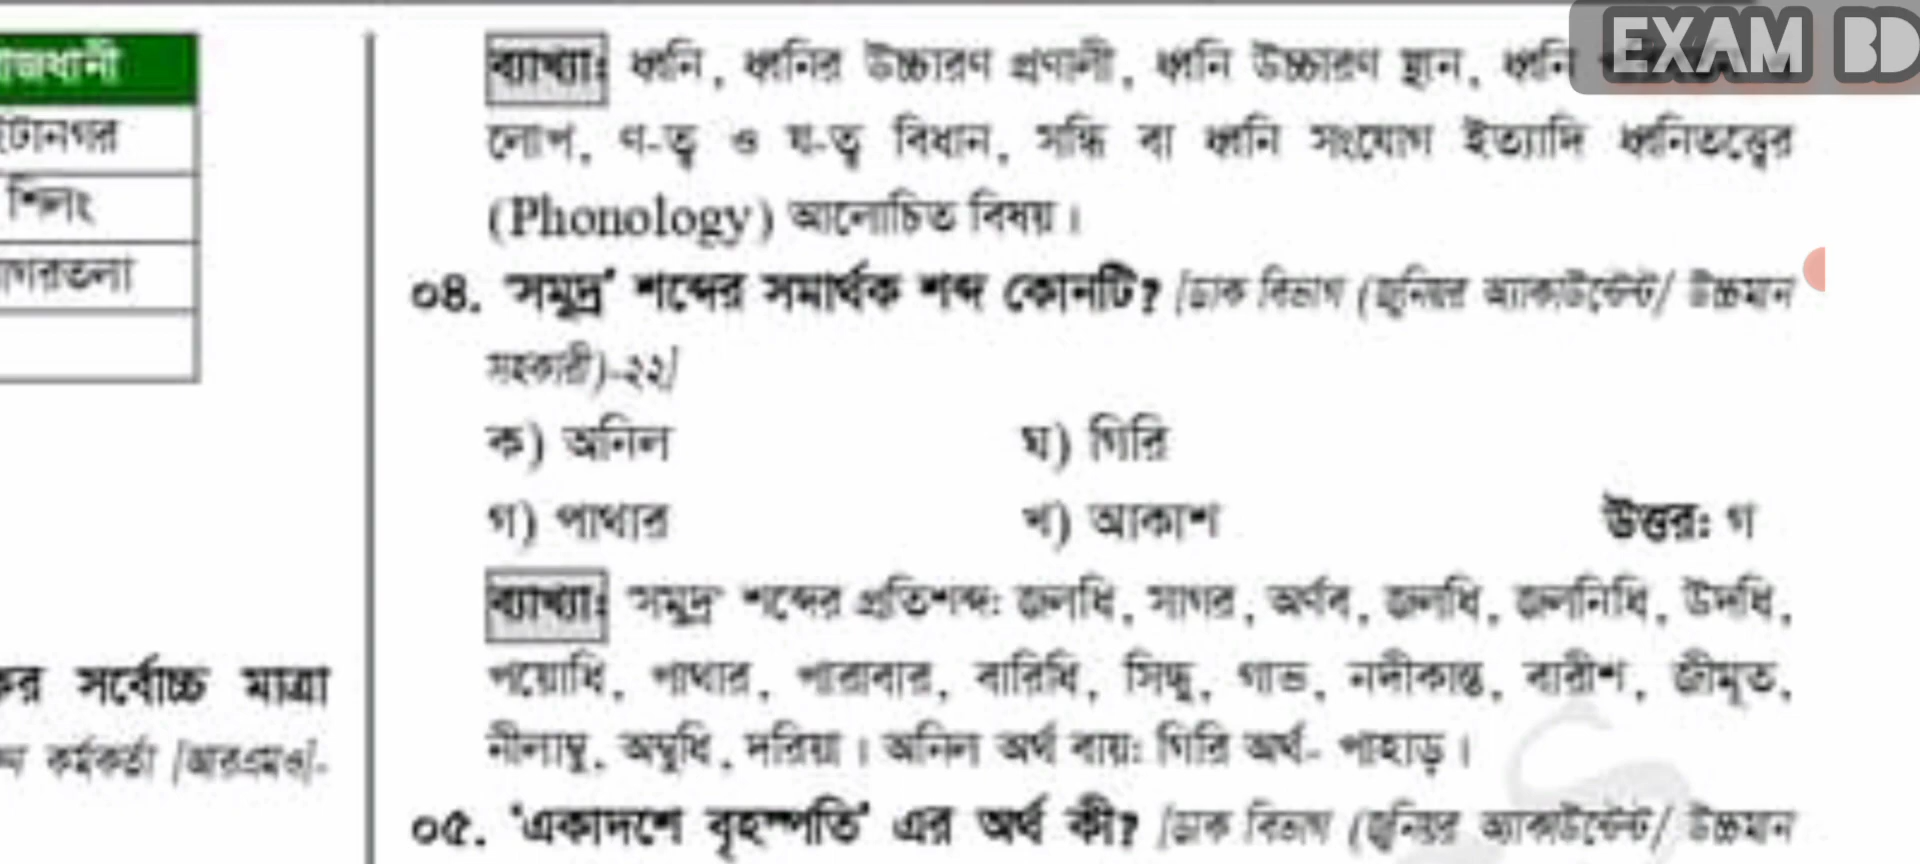 EXAM BD
রাজধানী
ইটানগর
শিলং
আগরতলা
সর্বোচ্চ মাত্রা
কর্মকর্তা [আরএমও]-
ব্যাখ্যা: ধ্বনি, ধ্বনির উচ্চারণ প্রণালী, ধ্বনি উচ্চারণ স্থান, ধ্বনি
লোপ, ণ-ত্ব ও ষ-ত্ব বিধান, সন্ধি বা ধ্বনি সংযোগ ইত্যাদি ধ্বনিতত্ত্বের
(Phonology) আলোচিত বিষয়।
০৪. 'সমুদ্র' শব্দের সমার্থক শব্দ কোনটি? [ডাক বিভাগ (জুনিয়র অ্যাকাউন্টেন্ট/ উচ্চমান
সহকারী)-২২]
ক) অনিল ঘ) গিরি
গ) পাথার খ) আকাশ উত্তর: গ
ব্যাখ্যা: 'সমুদ্র' শব্দের প্রতিশব্দ: জলধি, সাগর, অর্ণব, জলধি, জলনিধি, উদধি,
পয়োধি, পাথার, পারাবার, বারিধি, সিন্ধু, গাঙ, নদীকান্ত, বারীশ, জীমূত,
নীলাম্বু, অম্বুধি, দরিয়া। অনিল অর্থ বায়ু: গিরি অর্থ- পাহাড়।
০৫. 'একাদশে বৃহস্পতি' এর অর্থ কী? [ডাক বিভাগ (জুনিয়র অ্যাকাউন্টেন্ট/ উচ্চমান